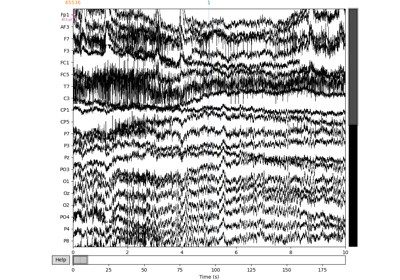 65536 1
Fp1
AF3
F7
F3
FC1
FC5
T7
C3
CP1
CP5
P7
P3
Pz
PO3
O1
Oz
O2
PO4
P4
P8
0 2 4 6 8 10
Help
0 25 50 75 100 125 150 175
Time (s)